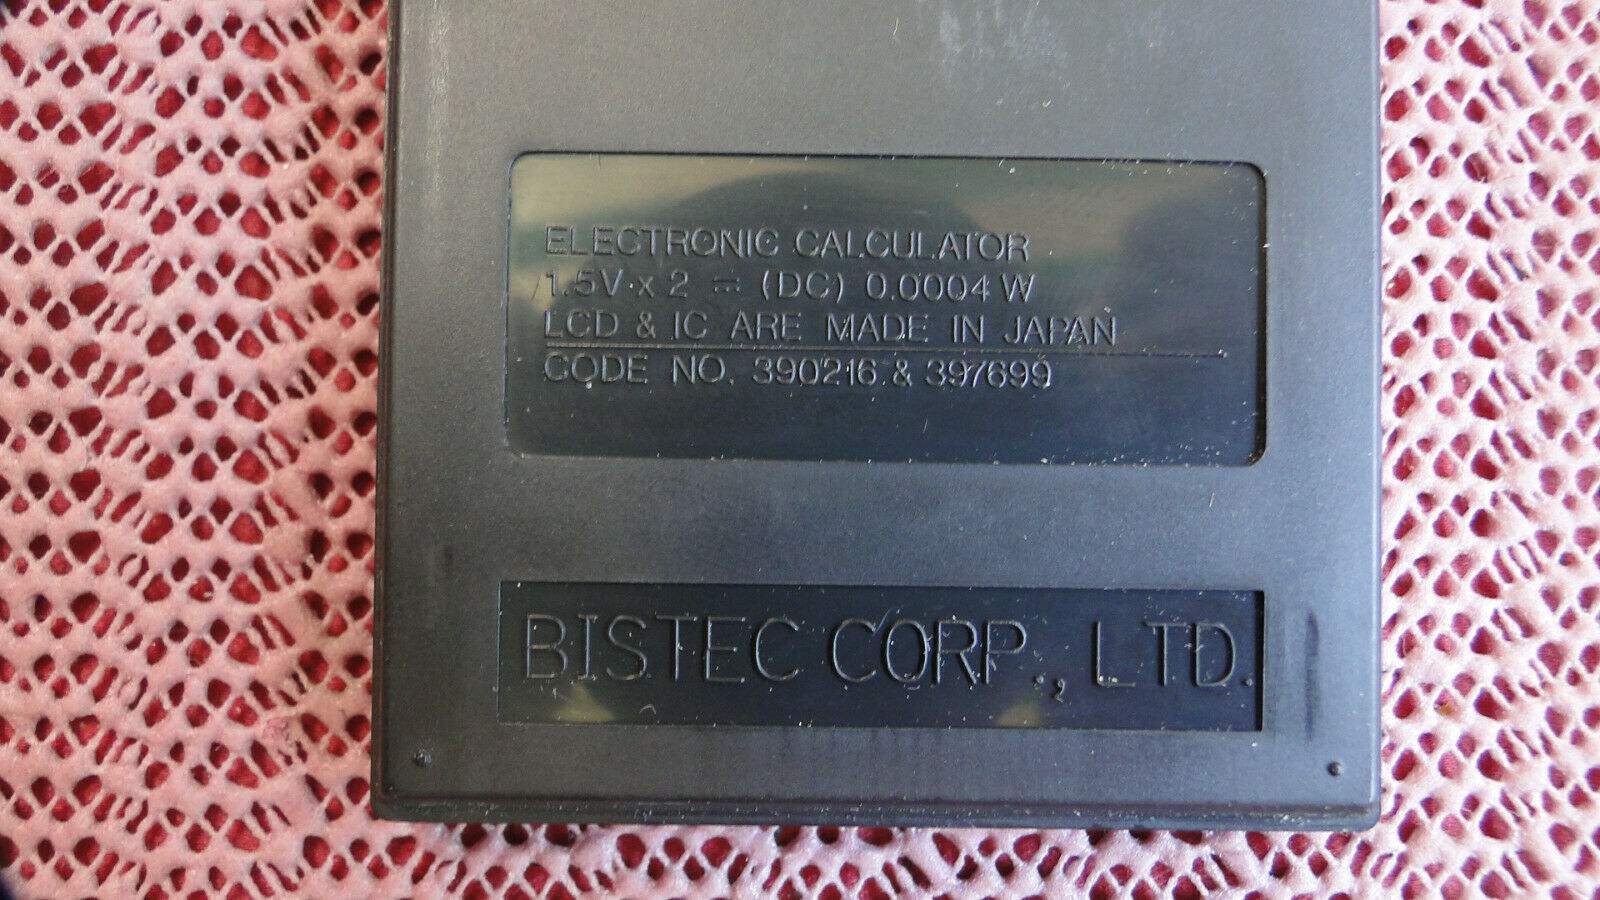 ELECTRONIC CALCULATOR
1.5V x 2 ⎓ (DC) 0.0004 W
LCD & IC ARE MADE IN JAPAN
CODE NO. 390216 & 397699
BISTEC CORP., LTD.